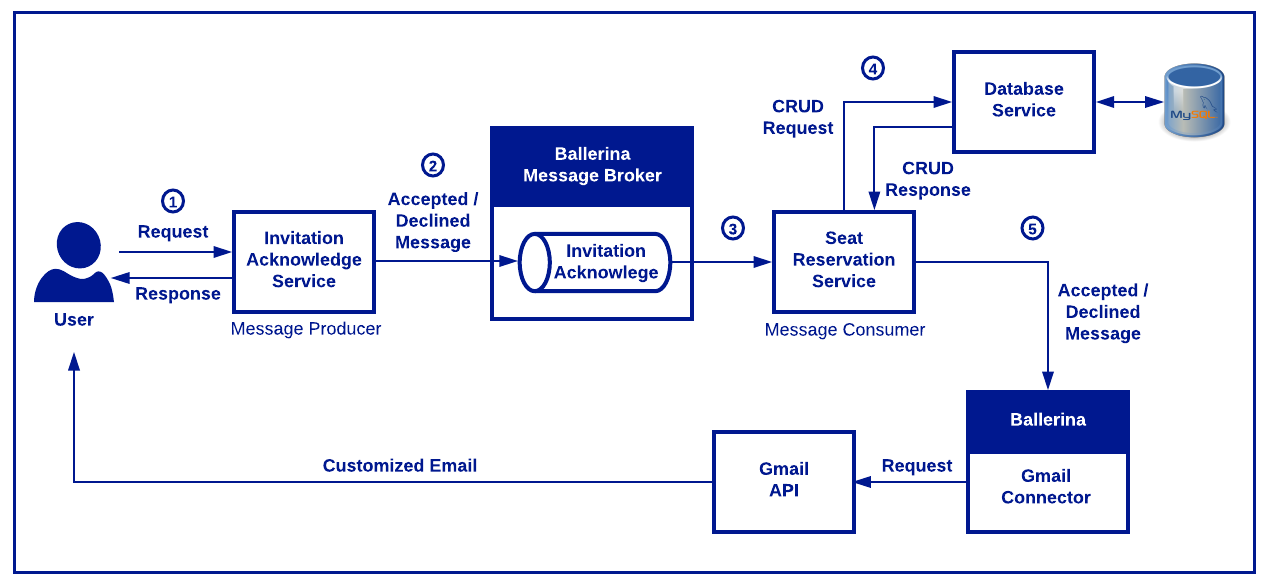 1
Request
Response
User
Invitation
Acknowledge
Service
Message Producer
2
Accepted /
Declined
Message
Ballerina
Message Broker
Invitation
Acknowlege
3
Seat
Reservation
Service
Message Consumer
4
CRUD
Request
CRUD
Response
Database
Service
MySQL
5
Accepted /
Declined
Message
Ballerina
Gmail
Connector
Request
Gmail
API
Customized Email